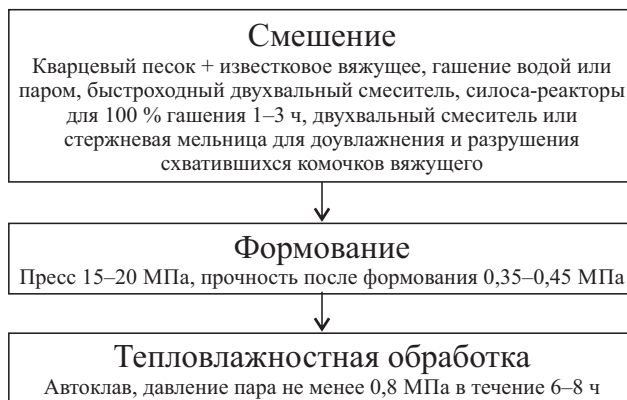 Смешение
Кварцевый песок + известковое вяжущее, гашение водой или
паром, быстроходный двухвальный смеситель, силоса-реакторы
для 100 % гашения 1–3 ч, двухвальный смеситель или
стержневая мельница для доувлажнения и разрушения
схватившихся комочков вяжущего
Формование
Пресс 15–20 МПа, прочность после формования 0,35–0,45 МПа
Тепловлажностная обработка
Автоклав, давление пара не менее 0,8 МПа в течение 6–8 ч